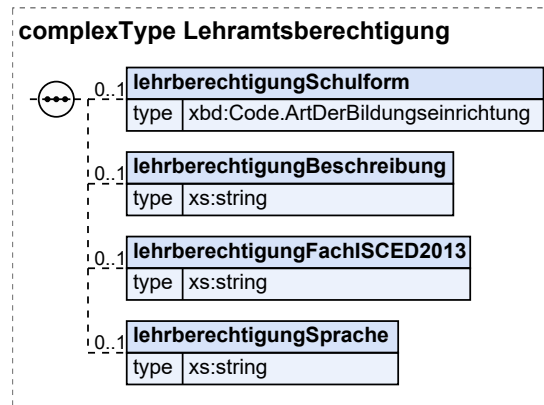 complexType Lehramtsberechtigung
0..1 lehrberechtigungSchulform
type xbd:Code.ArtDerBildungseinrichtung
0..1 lehrberechtigungBeschreibung
type xs:string
0..1 lehrberechtigungFachISCED2013
type xs:string
0..1 lehrberechtigungSprache
type xs:string